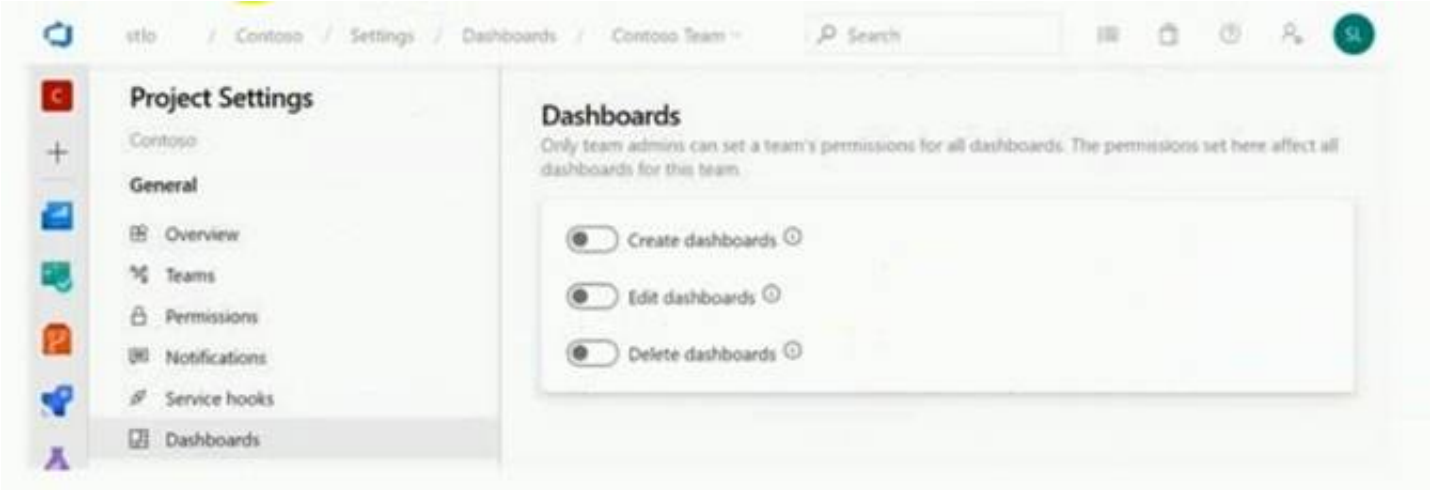 stlo / Contoso / Settings / Dashboards / Contoso Team
Search
SL
C
Project Settings
Contoso
General
Overview
Teams
Permissions
Notifications
Service hooks
Dashboards
Dashboards
Only team admins can set a team's permissions for all dashboards. The permissions set here affect all
dashboards for this team.
Create dashboards
Edit dashboards
Delete dashboards